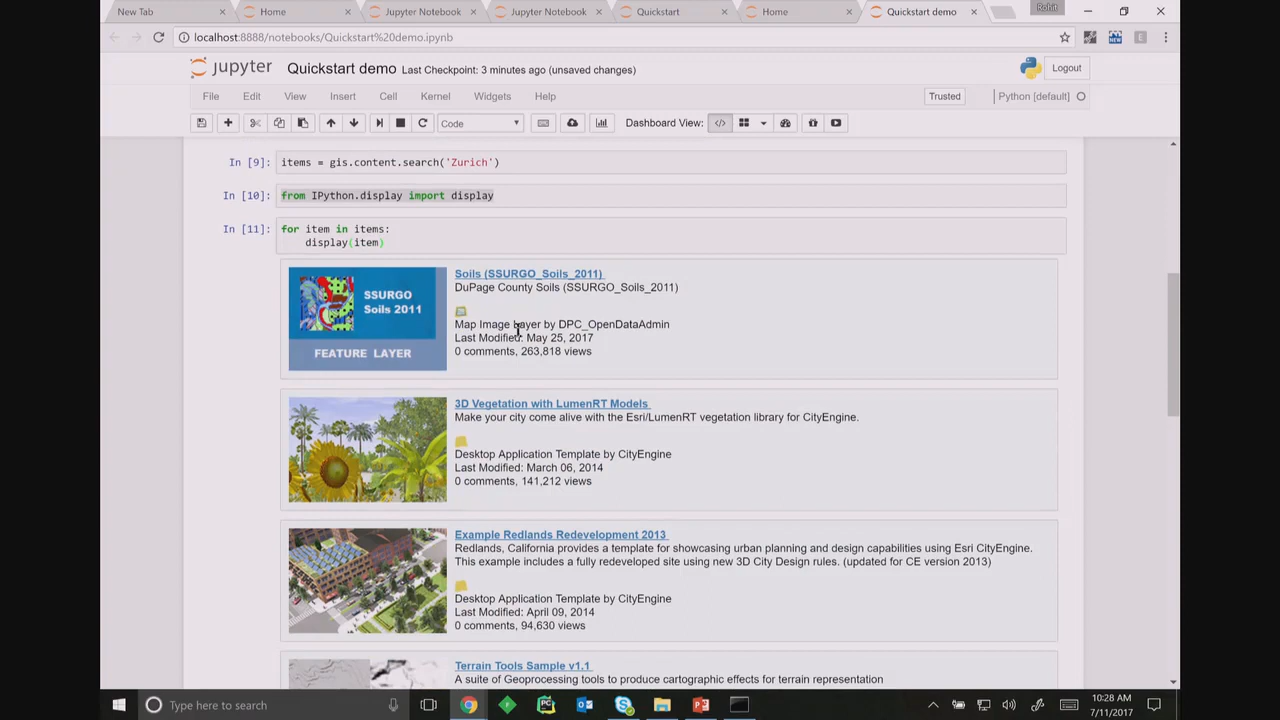 New Tab
Home
Jupyter Notebook
Jupyter Notebook
Quickstart
Home
Quickstart demo
Rohit
localhost:8888/notebooks/Quickstart%20demo.ipynb
jupyter Quickstart demo Last Checkpoint: 3 minutes ago (unsaved changes)
Logout
File Edit View Insert Cell Kernel Widgets Help
Trusted
Python [default]
Code
Dashboard View:
In [9]: items = gis.content.search('Zurich')
In [10]: from IPython.display import display
In [11]: for item in items:
display(item)
SSURGO
Soils 2011
FEATURE LAYER
Soils (SSURGO_Soils_2011)
DuPage County Soils (SSURGO_Soils_2011)
Map Image Layer by DPC_OpenDataAdmin
Last Modified: May 25, 2017
0 comments, 263,818 views
3D Vegetation with LumenRT Models
Make your city come alive with the Esri/LumenRT vegetation library for CityEngine.
Desktop Application Template by CityEngine
Last Modified: March 06, 2014
0 comments, 141,212 views
Example Redlands Redevelopment 2013
Redlands, California provides a template for showcasing urban planning and design capabilities using Esri CityEngine.
This example includes a fully redeveloped site using new 3D City Design rules. (updated for CE version 2013)
Desktop Application Template by CityEngine
Last Modified: April 09, 2014
0 comments, 94,630 views
Terrain Tools Sample v1.1
A suite of Geoprocessing tools to produce cartographic effects for terrain representation
Type here to search
10:28 AM
7/11/2017